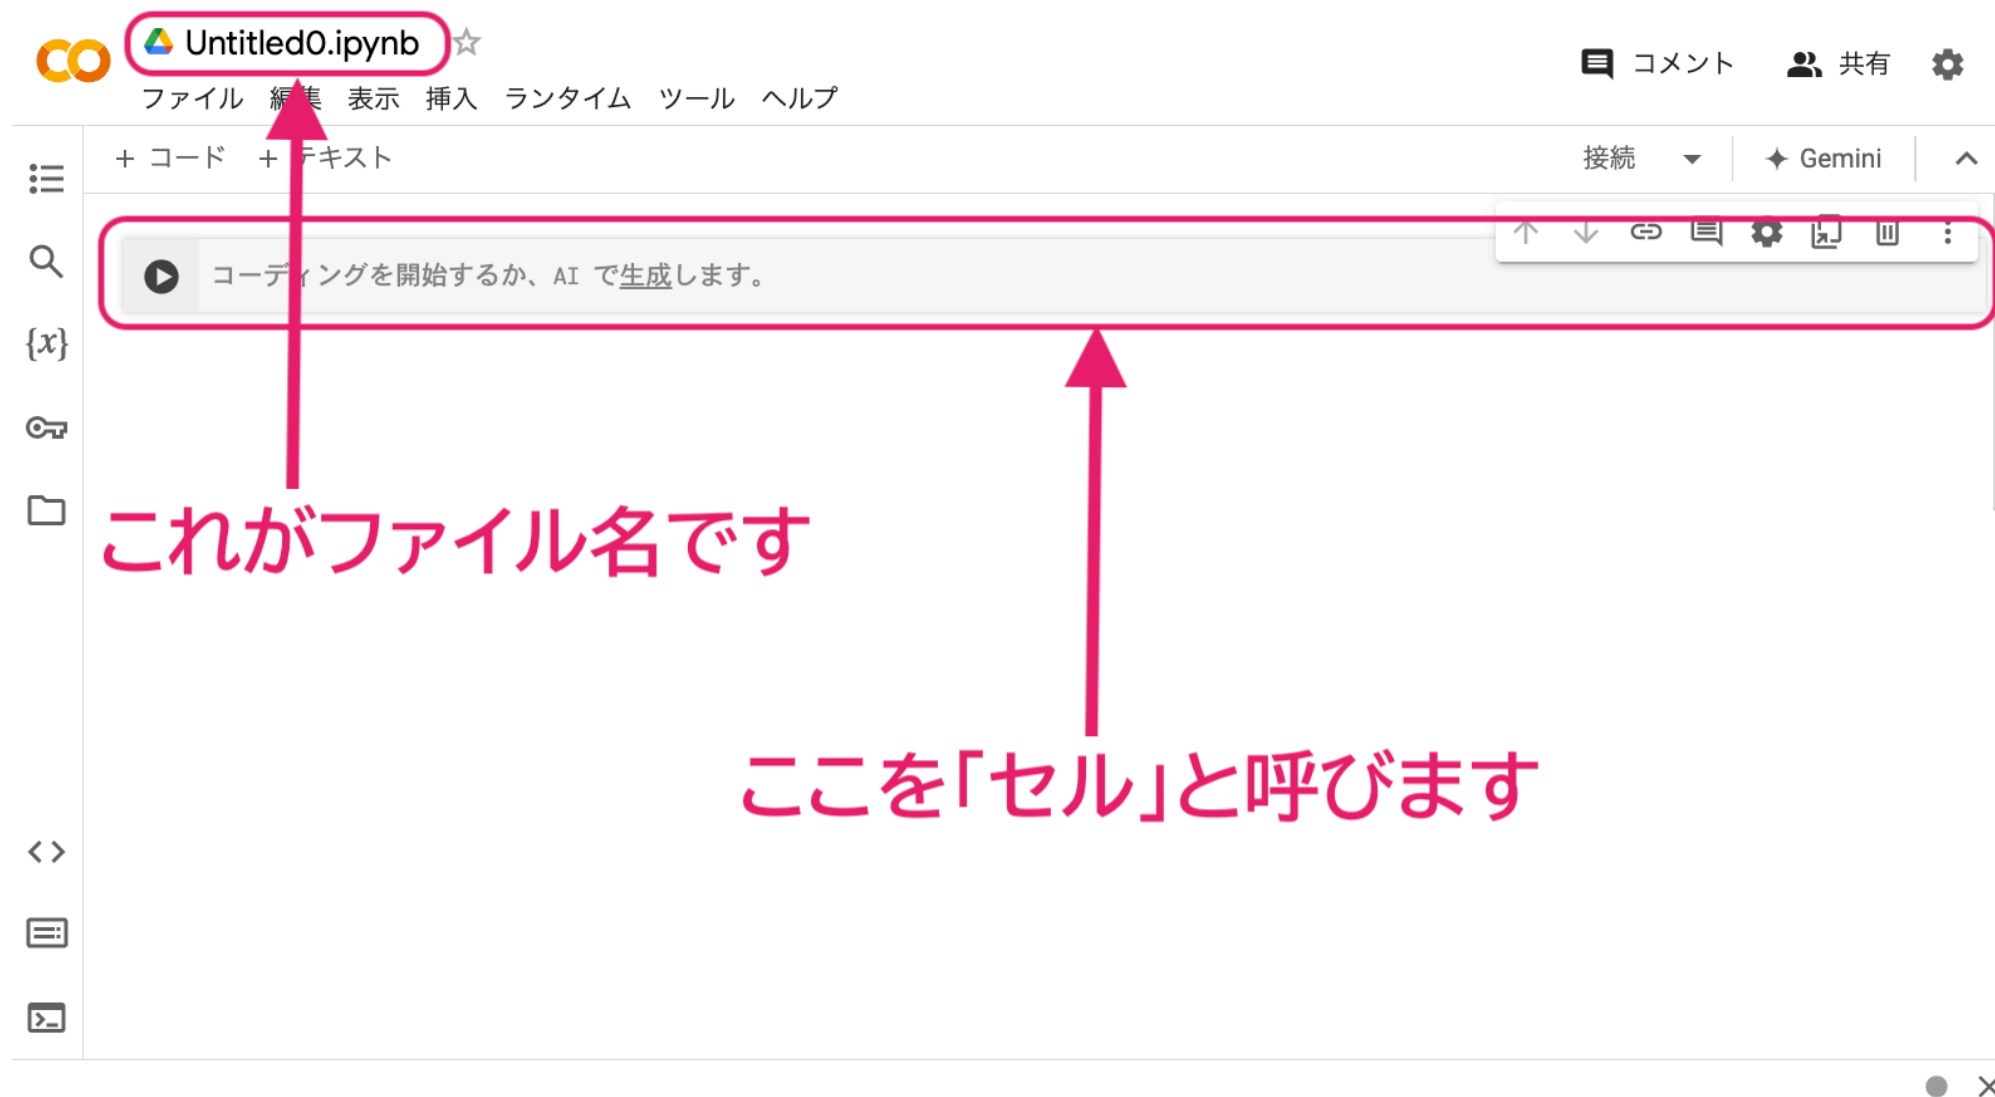 Untitled0.ipynb
コメント 共有
ファイル 編集 表示 挿入 ランタイム ツール ヘルプ
+ コード + テキスト 接続 Gemini
コーディングを開始するか、AI で生成します。
{x}
これがファイル名です
ここを「セル」と呼びます